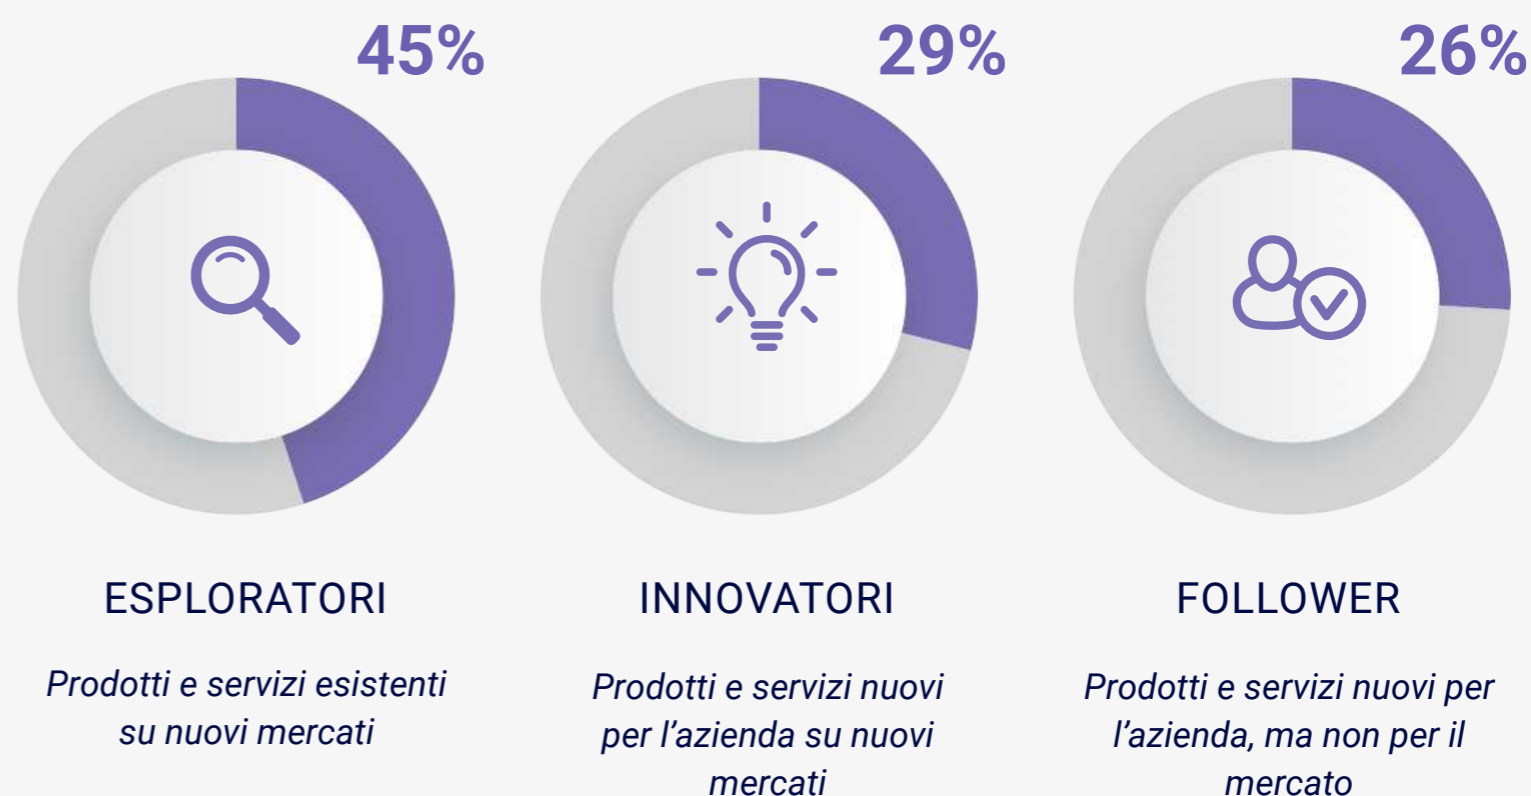 45%
29%
26%
ESPLORATORI
INNOVATORI
FOLLOWER
Prodotti e servizi esistenti
su nuovi mercati
Prodotti e servizi nuovi
per l’azienda su nuovi
mercati
Prodotti e servizi nuovi per
l’azienda, ma non per il
mercato